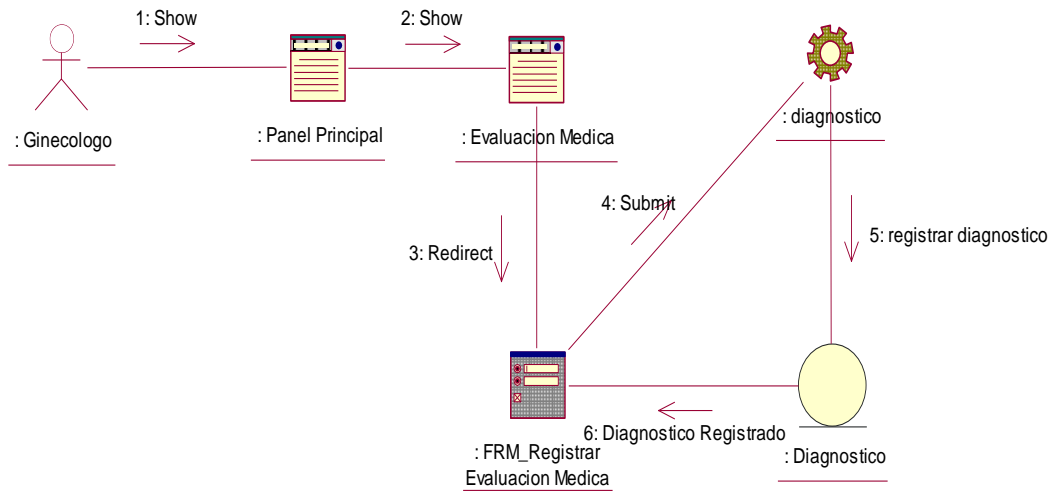 1: Show
2: Show
: Ginecologo
: Panel Principal
: Evaluacion Medica
: diagnostico
4: Submit
3: Redirect
5: registrar diagnostico
6: Diagnostico Registrado
: FRM_Registrar
Evaluacion Medica
: Diagnostico